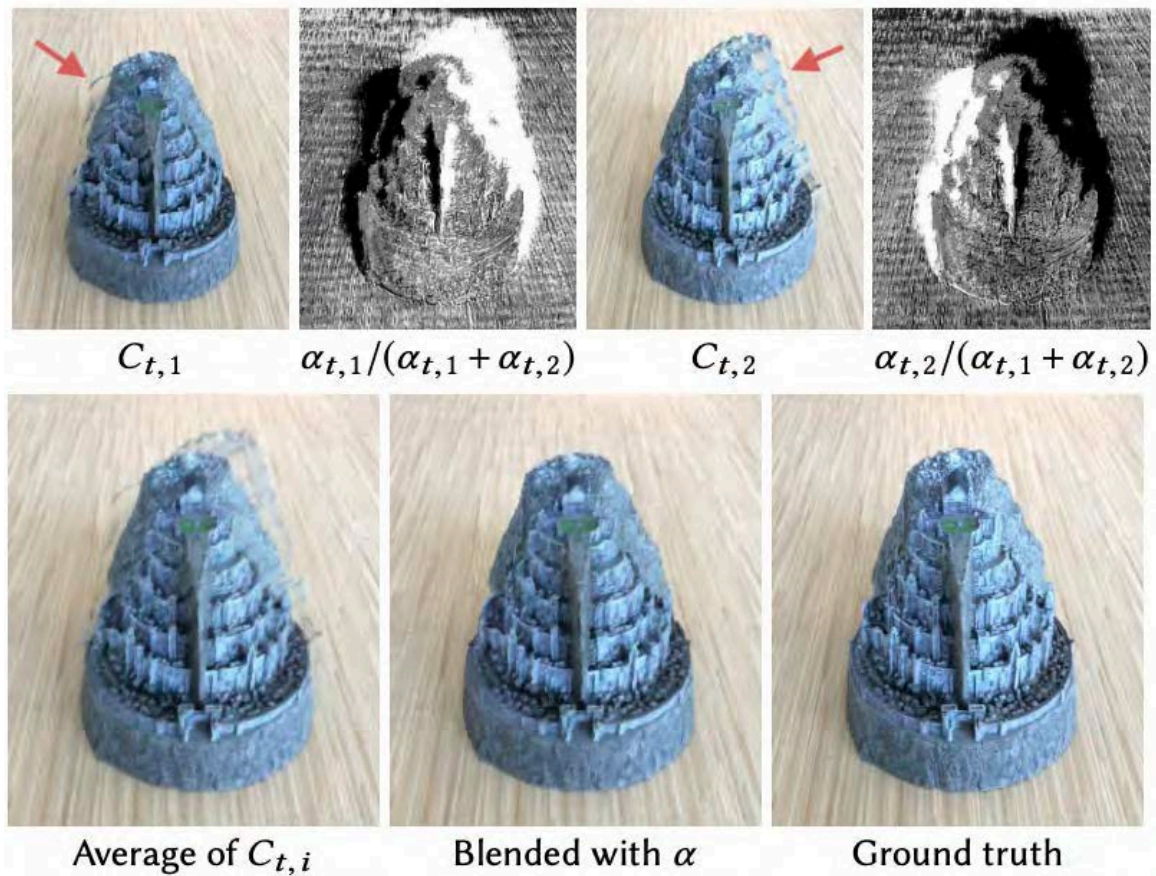 C_{t,1}
α_{t,1}/(α_{t,1} + α_{t,2})
C_{t,2}
α_{t,2}/(α_{t,1} + α_{t,2})
Average of C_{t,i}
Blended with α
Ground truth